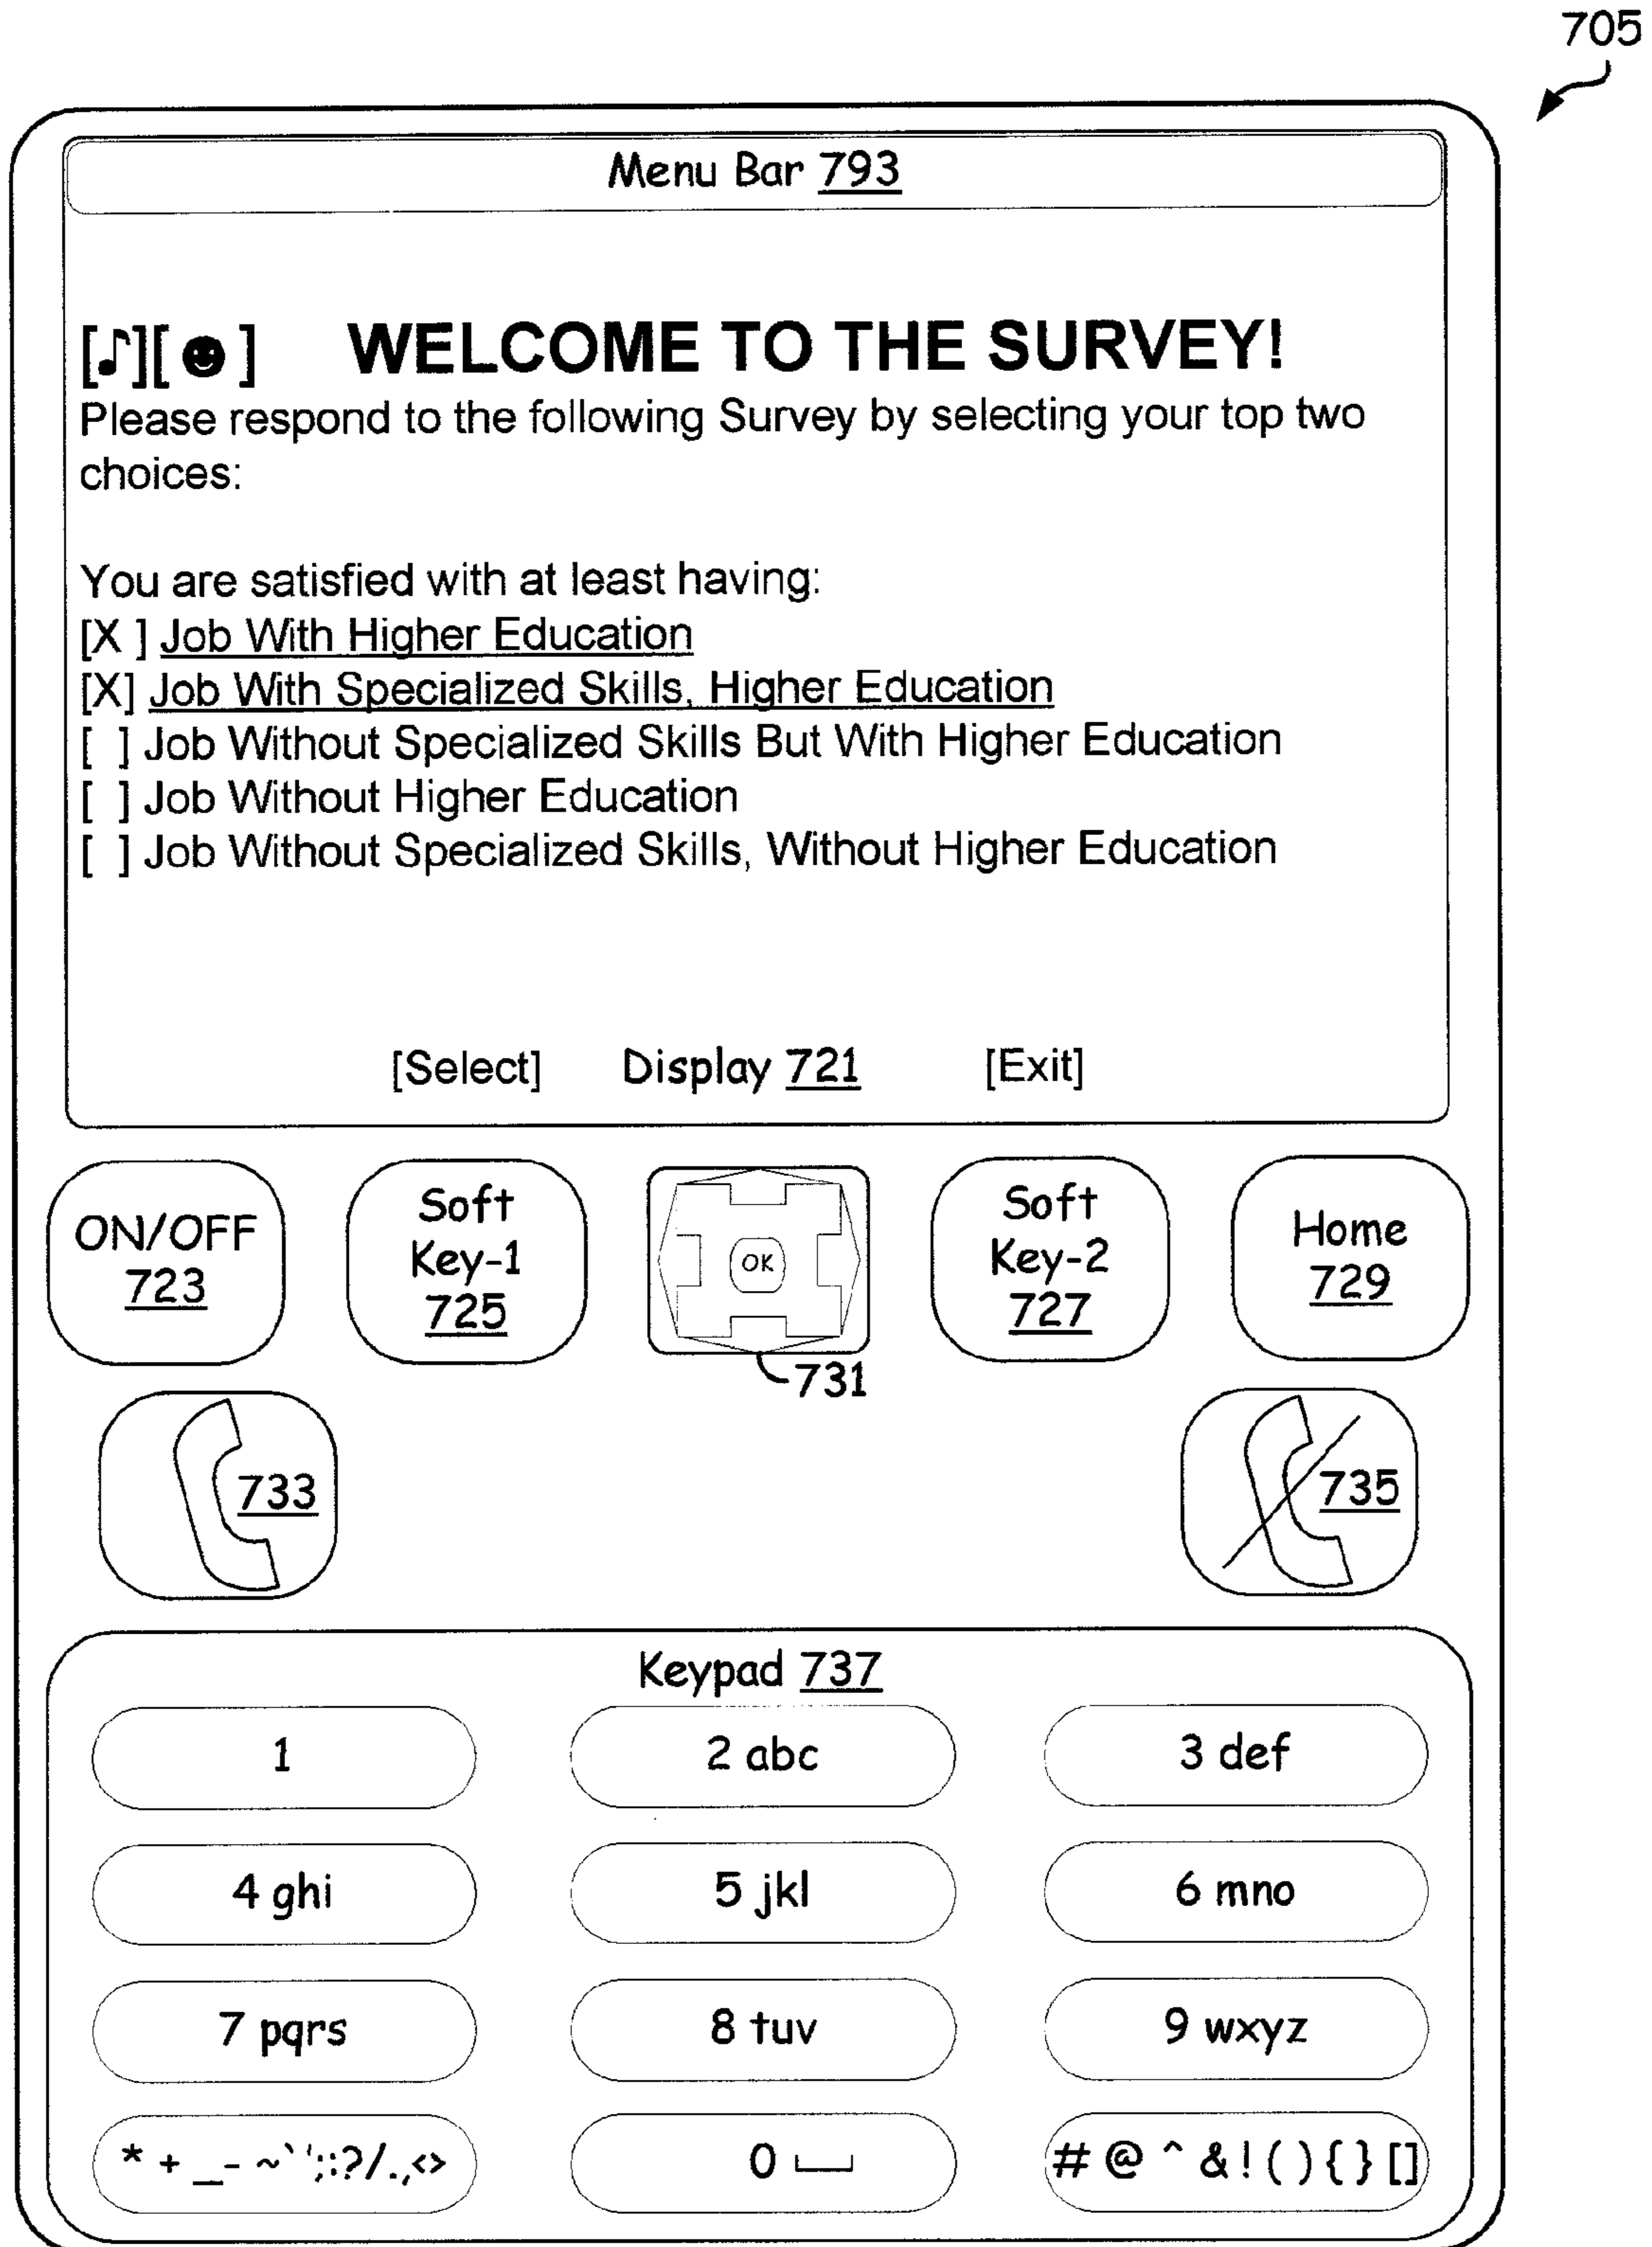 705
Menu Bar 793
[♪][☻] WELCOME TO THE SURVEY!
Please respond to the following Survey by selecting your top two
choices:
You are satisfied with at least having:
[X ] Job With Higher Education
[X] Job With Specialized Skills, Higher Education
[ ] Job Without Specialized Skills But With Higher Education
[ ] Job Without Higher Education
[ ] Job Without Specialized Skills, Without Higher Education
[Select] Display 721 [Exit]
ON/OFF
723
Soft
Key-1
725
OK
731
Soft
Key-2
727
Home
729
733
735
Keypad 737
1
2 abc
3 def
4 ghi
5 jkl
6 mno
7 pqrs
8 tuv
9 wxyz
* + _- ~` ';:?/.,<>
0 ⎵
# @ ^ & ! ( ) { } []